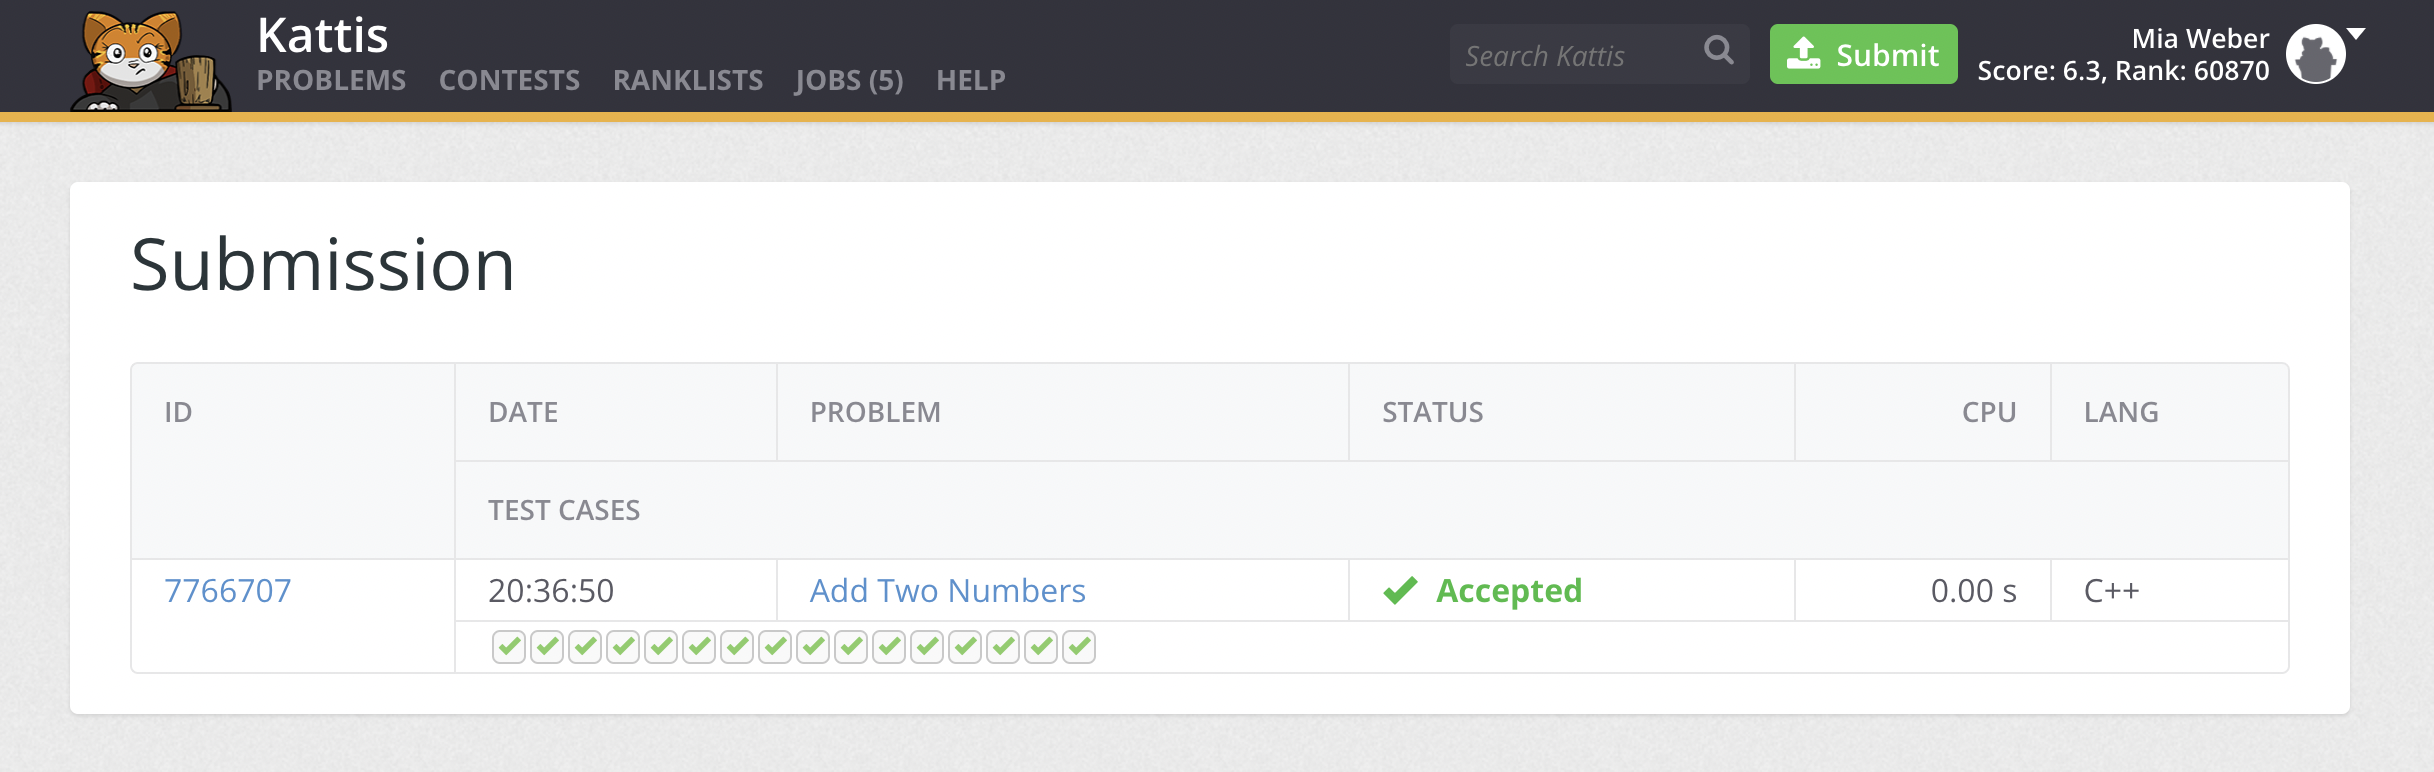 Kattis
PROBLEMS CONTESTS RANKLISTS JOBS (5) HELP
Search Kattis
Submit
Mia Weber
Score: 6.3, Rank: 60870
Submission
ID DATE PROBLEM STATUS CPU LANG
TEST CASES
7766707 20:36:50 Add Two Numbers Accepted 0.00 s C++